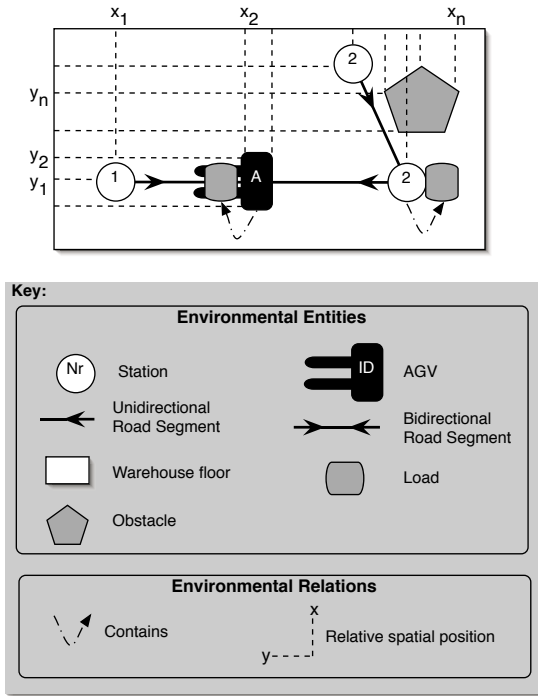 x1 x2 xn
2
yn
y2
y1
1 A 2
Key:
Environmental Entities
Nr Station ID AGV
Unidirectional
Road Segment
Bidirectional
Road Segment
Warehouse floor
Load
Obstacle
Environmental Relations
Contains
x
y
Relative spatial position